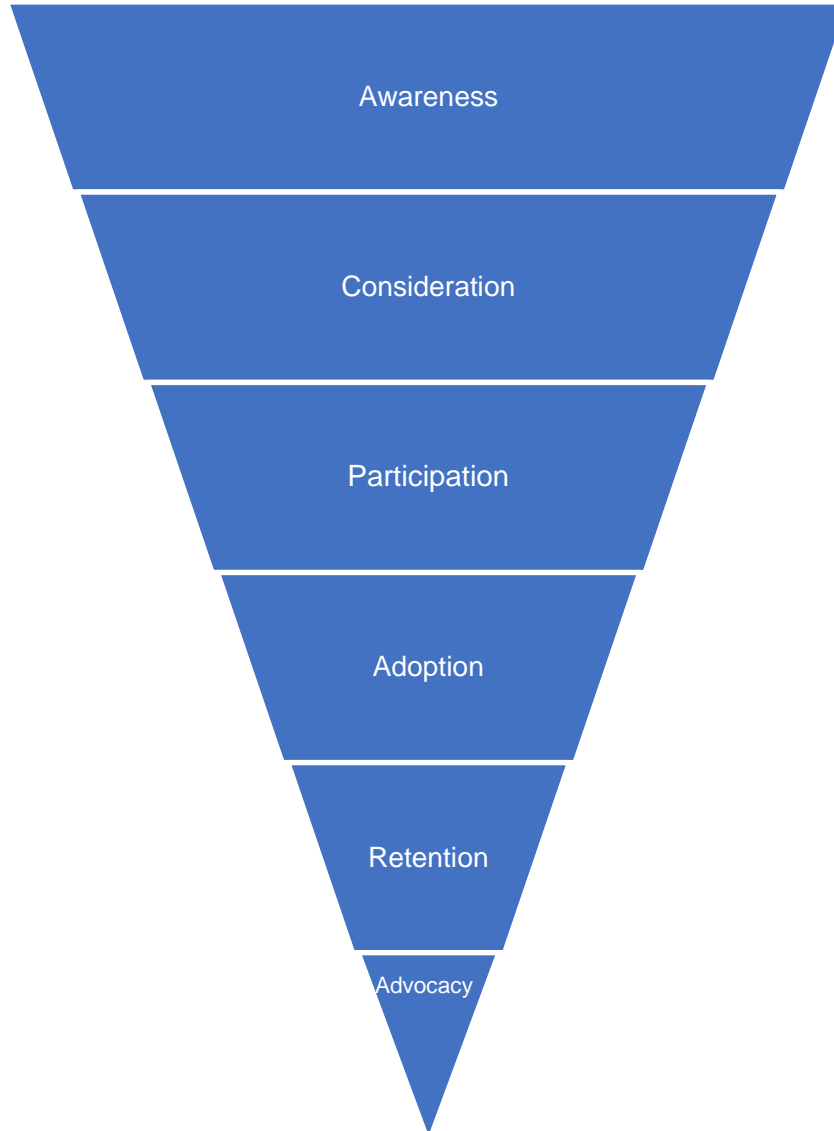 Awareness
Consideration
Participation
Adoption
Retention
Advocacy